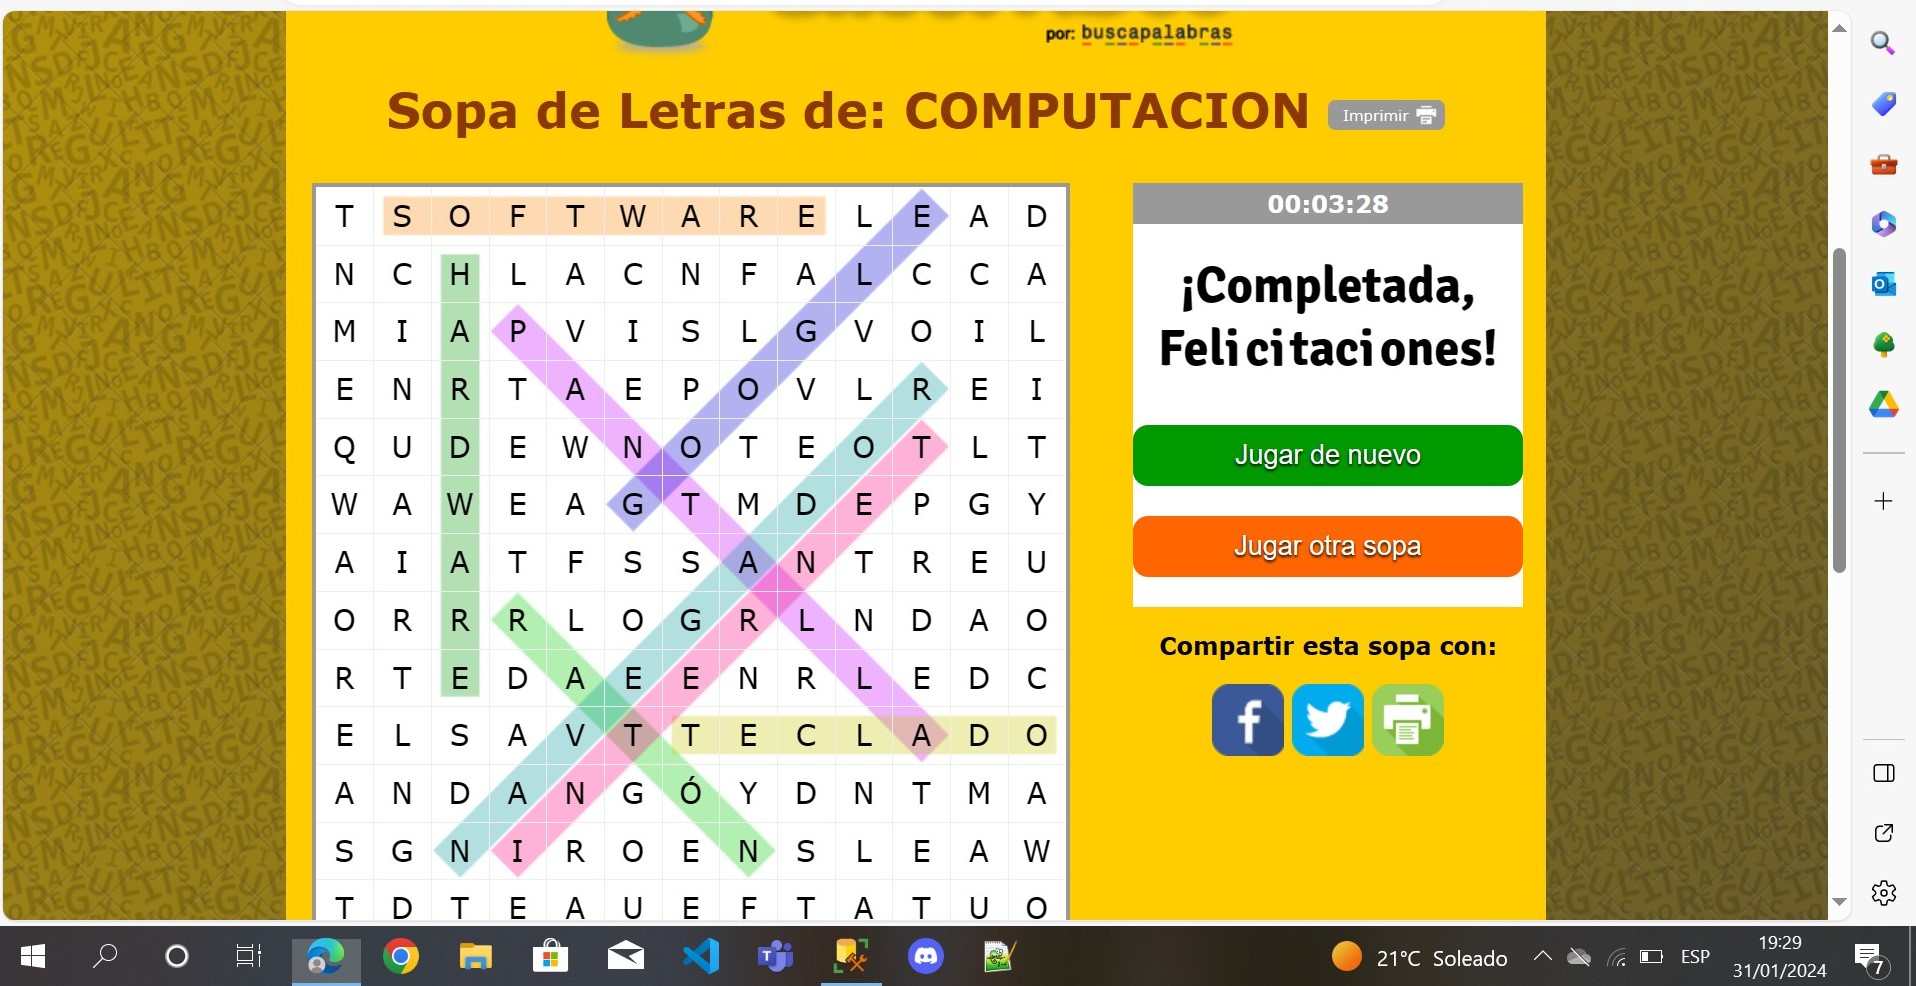 por: buscapalabras
Sopa de Letras de: COMPUTACION
Imprimir
T S O F T W A R E L E A D
N C H L A C N F A L C C A
M I A P V I S L G V O I L
E N R T A E P O V L R E I
Q U D E W N O T E O T L T
W A W E A G T M D E P G Y
A I A T F S S A N T R E U
O R R R L O G R L N D A O
R T E D A E E N R L E D C
E L S A V T T E C L A D O
A N D A N G Ó Y D N T M A
S G N I R O E N S L E A W
T D T E A U E F T A T U O
00:03:28
¡Completada,
Felicitaciones!
Jugar de nuevo
Jugar otra sopa
Compartir esta sopa con:
21°C Soleado
ESP
19:29
31/01/2024
7